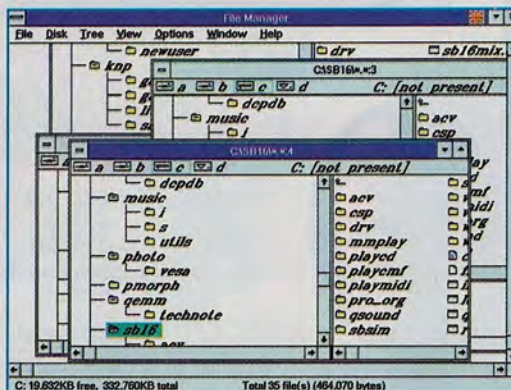 File Manager
File Disk Tree View Options Window Help
newuser
drv
sb16mix.
knp
C:\SB16\*.*:3
a b c d C: [not present]
dcpdb
music
i
acv
csp
C:\SB16\*.*:4
a b c d C: [not present]
dcpdb
music
i
s
utils
photo
vesa
pmorph
qemm
technote
sb16
acv
acv
csp
drv
mmplay
playcd
playcmf
playmidi
pro_org
qsound
sbsim
C: 19,632KB free, 332,760KB total Total 35 file(s) (464,070 bytes)